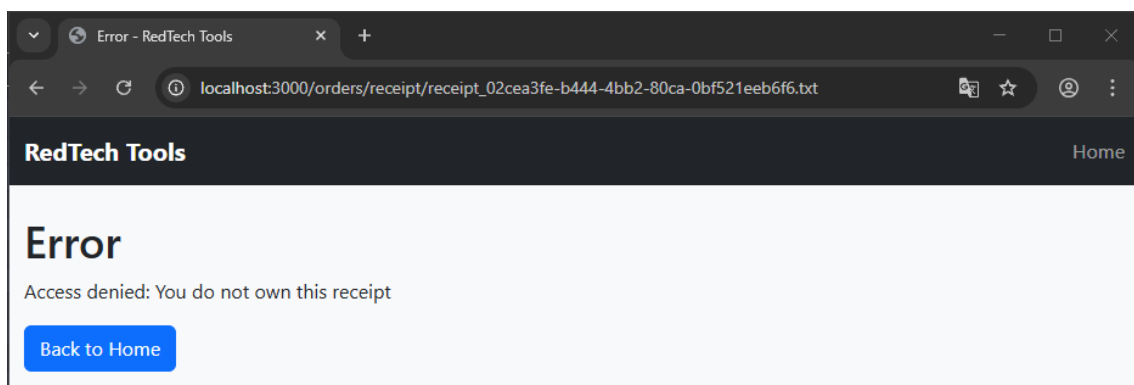 Error - RedTech Tools
localhost:3000/orders/receipt/receipt_02cea3fe-b444-4bb2-80ca-0bf521eeb6f6.txt
RedTech Tools
Home
Error
Access denied: You do not own this receipt
Back to Home